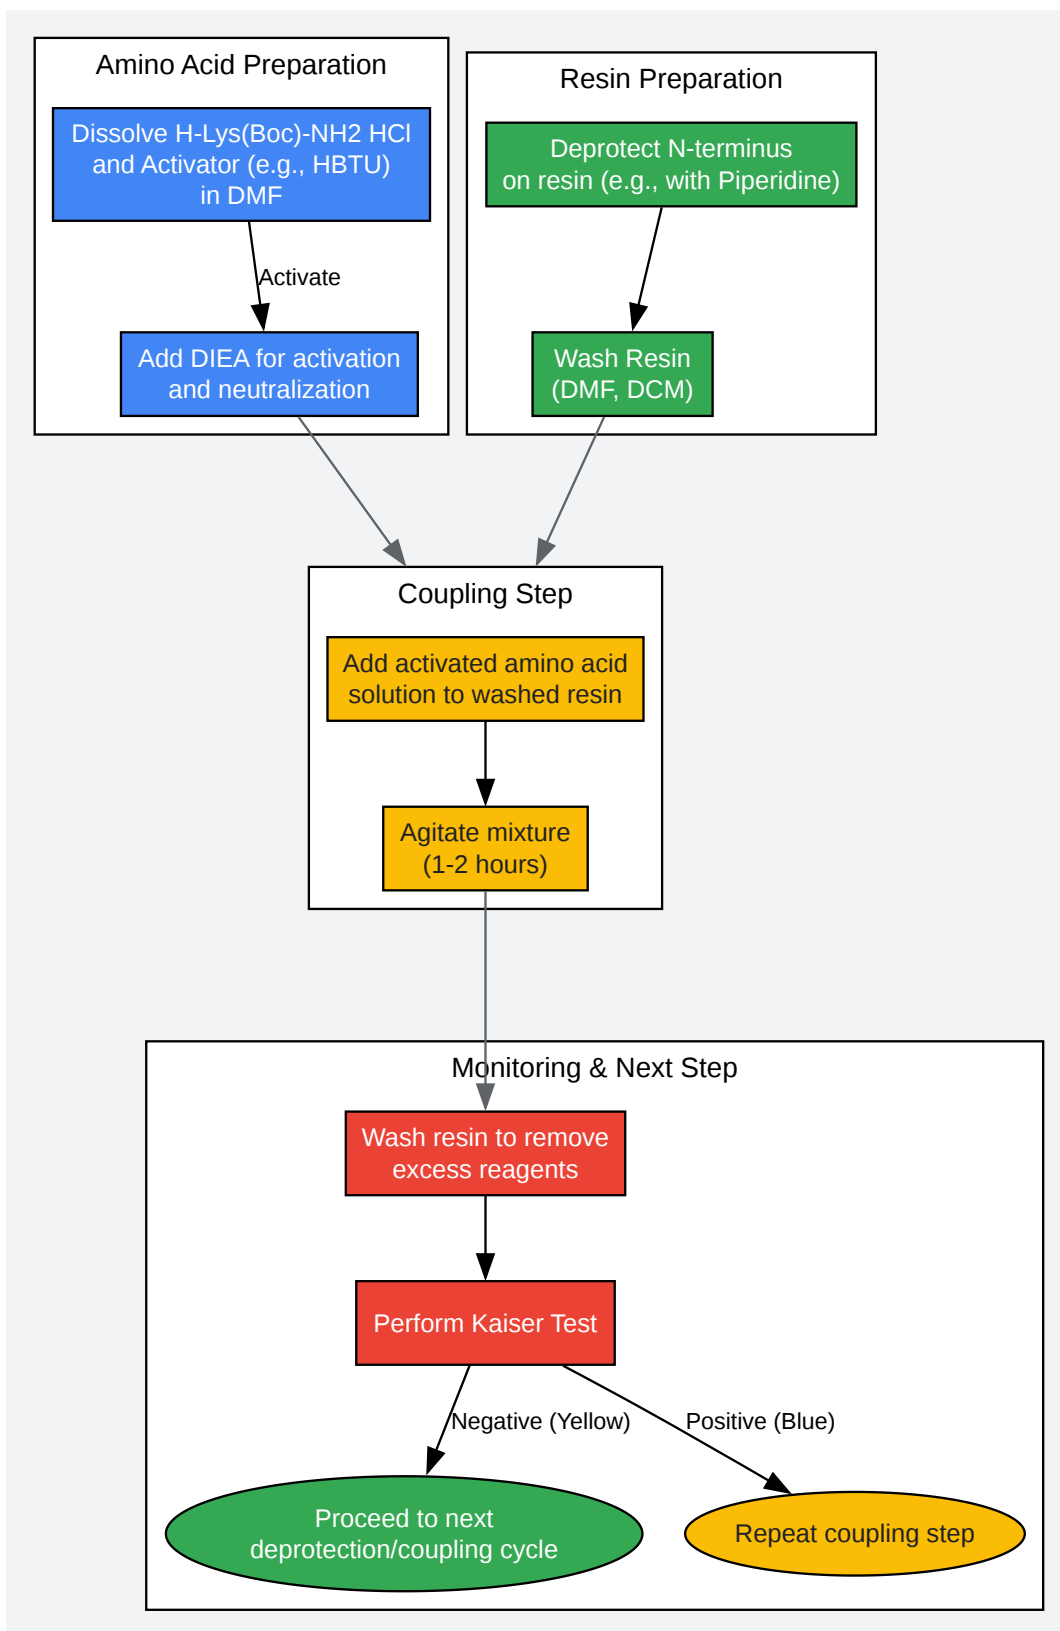 Amino Acid Preparation
Dissolve H-Lys(Boc)-NH2 HCl
and Activator (e.g., HBTU)
in DMF
Activate
Add DIEA for activation
and neutralization
Resin Preparation
Deprotect N-terminus
on resin (e.g., with Piperidine)
Wash Resin
(DMF, DCM)
Coupling Step
Add activated amino acid
solution to washed resin
Agitate mixture
(1-2 hours)
Monitoring & Next Step
Wash resin to remove
excess reagents
Perform Kaiser Test
Negative (Yellow)
Positive (Blue)
Proceed to next
deprotection/coupling cycle
Repeat coupling step